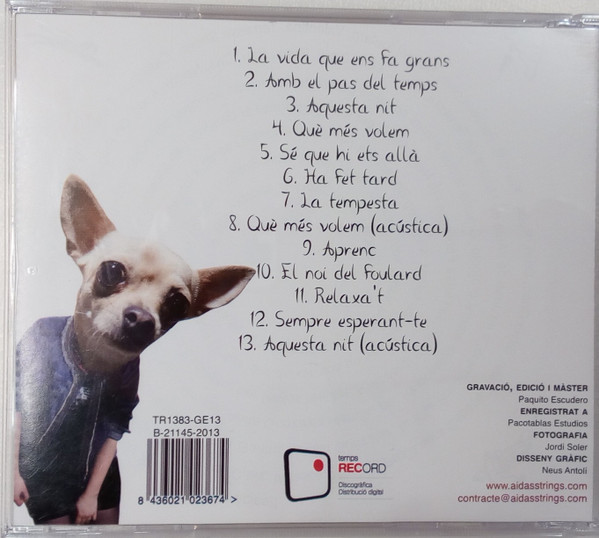 1. La vida que ens fa grans
2. Amb el pas del temps
3. Aquesta nit
4. Què més volem
5. Sé que hi ets allà
6. Ha fet tard
7. La tempesta
8. Què més volem (acústica)
9. Aprenc
10. El noi del foulard
11. Relaxa't
12. Sempre esperant-te
13. Aquesta nit (acústica)
GRAVACIÓ, EDICIÓ I MÀSTER
Paquito Escudero
ENREGISTRAT A
Pacotablas Estudios
FOTOGRAFIA
Jordi Soler
DISSENY GRÀFIC
Neus Antolí
www.aidasstrings.com
contracte@aidasstrings.com
TR1383-GE13
B-21145-2013
8 436021 023674 >
temps
RECORD
Discogràfica
Distribució digital